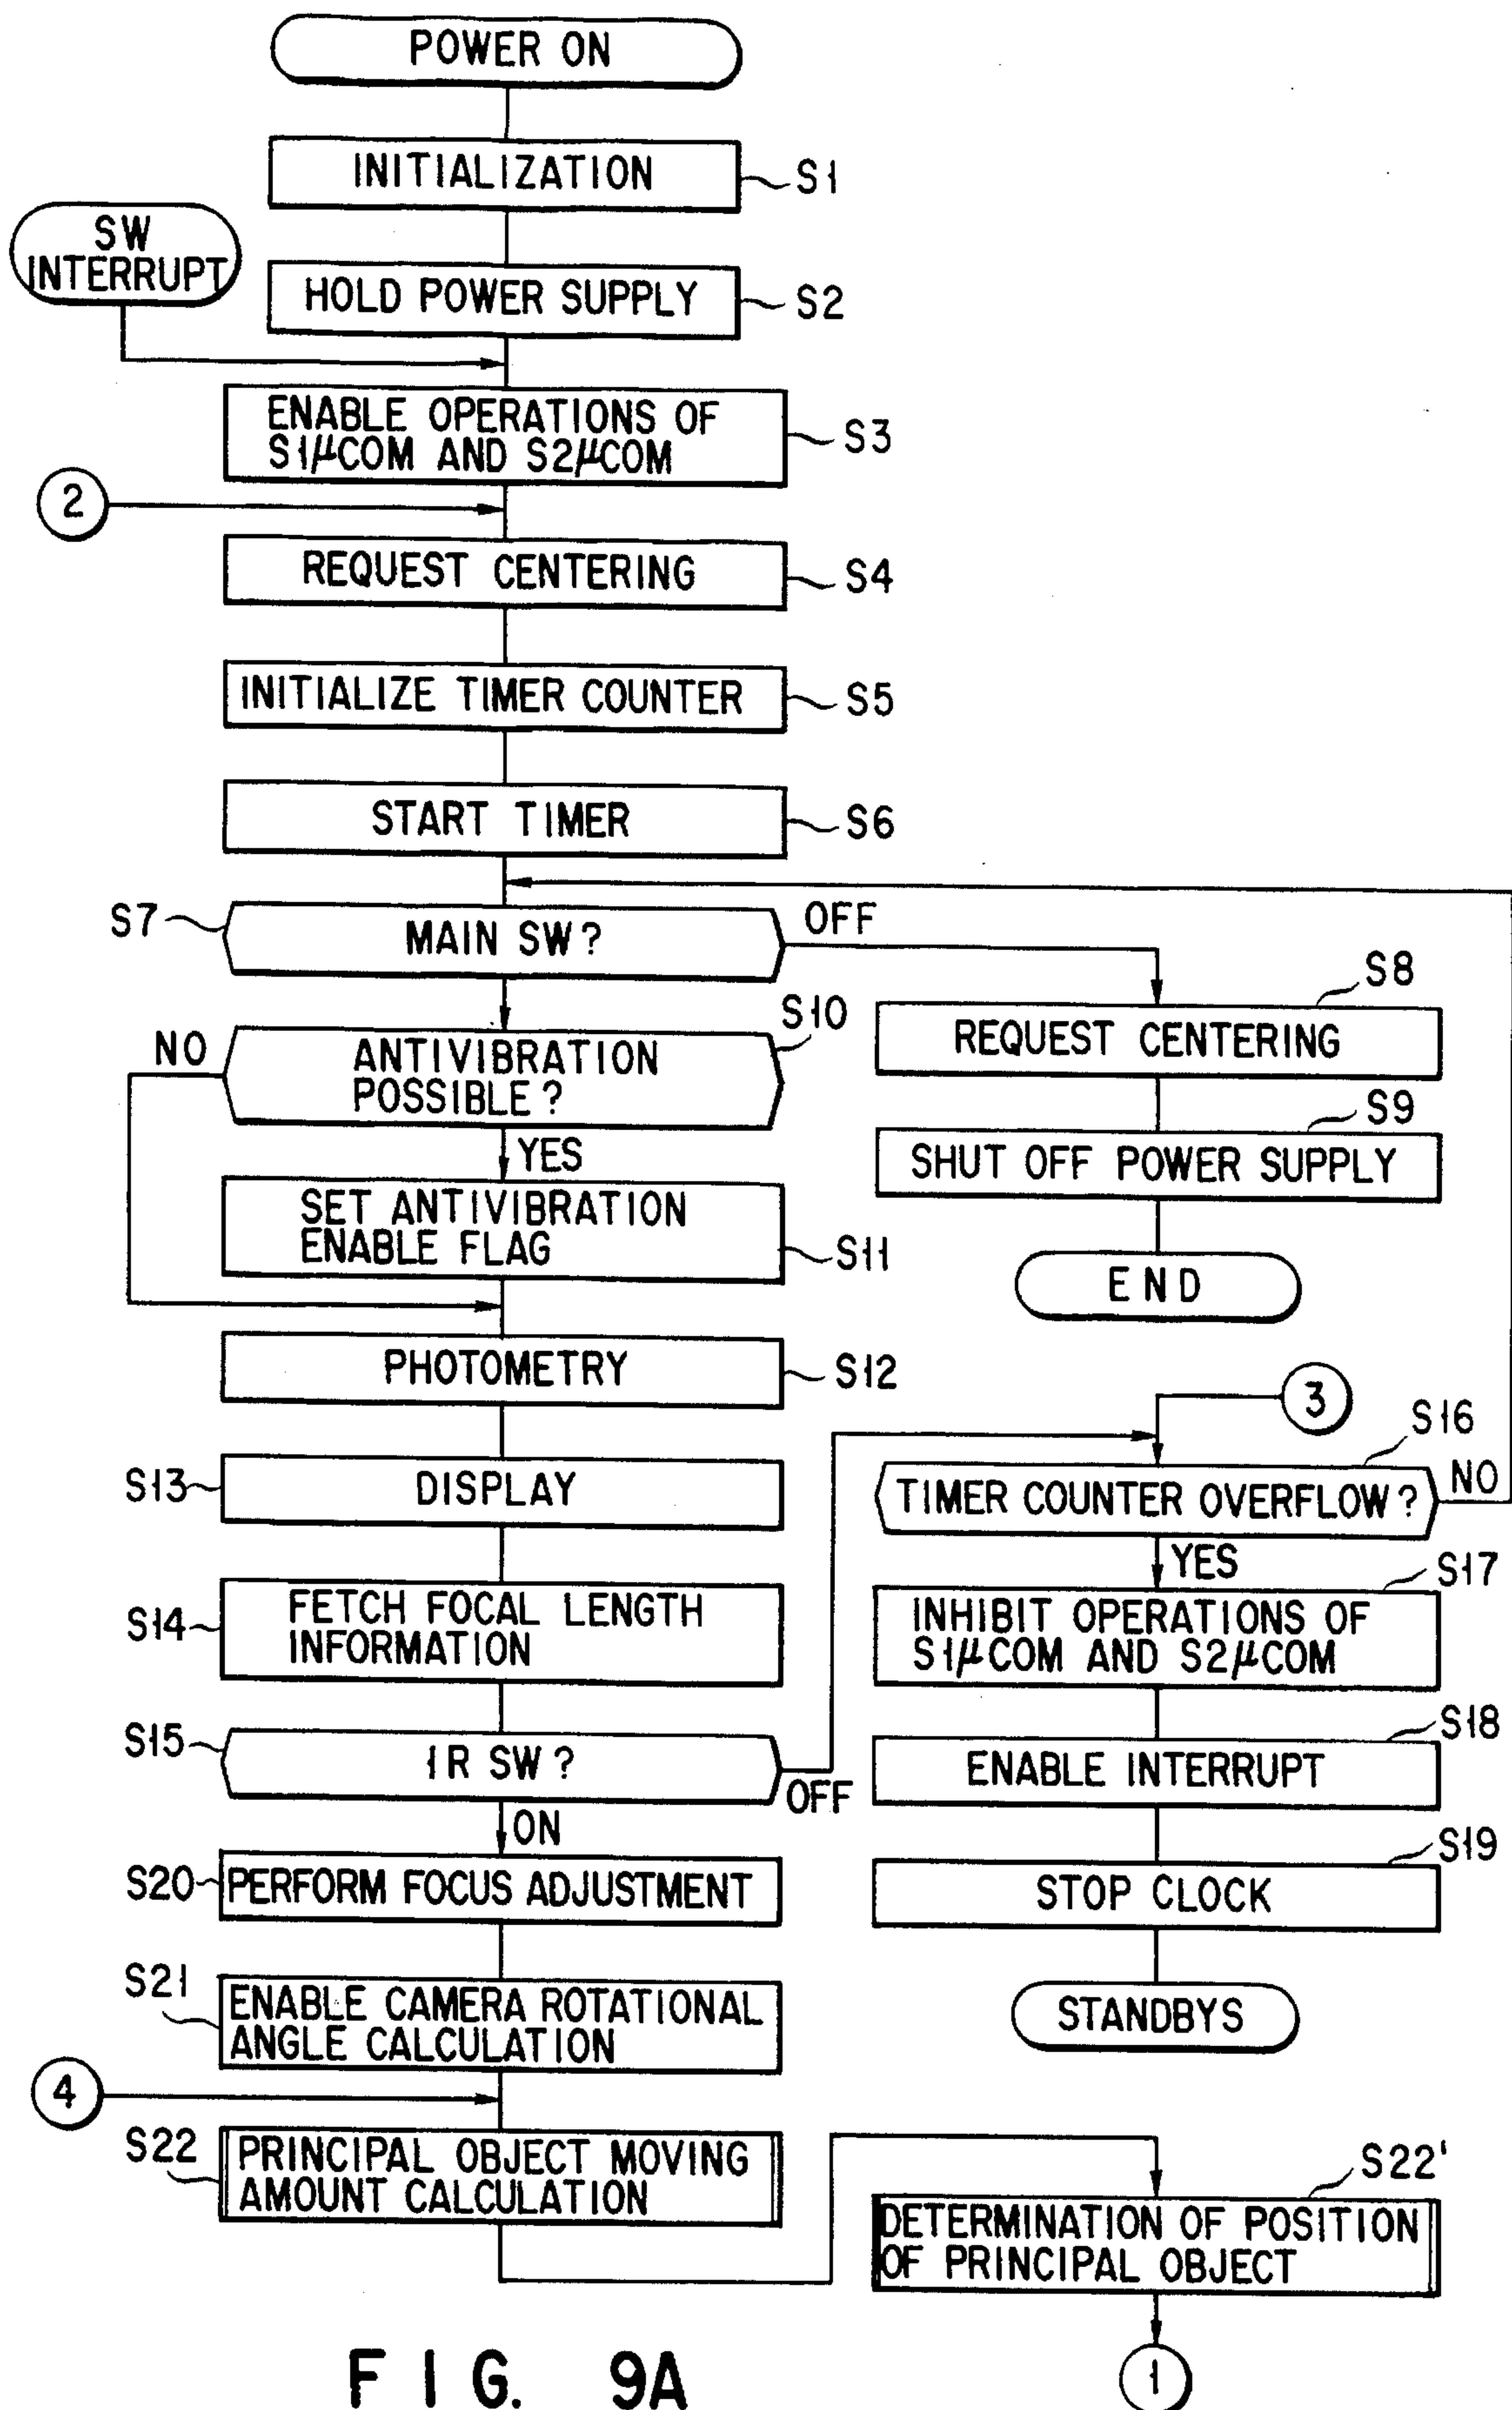 POWER ON
INITIALIZATION
S1
SW
INTERRUPT
HOLD POWER SUPPLY
S2
ENABLE OPERATIONS OF
S1μCOM AND S2μCOM
S3
2
REQUEST CENTERING
S4
INITIALIZE TIMER COUNTER
S5
START TIMER
S6
S7
MAIN SW?
OFF
S8
REQUEST CENTERING
S9
SHUT OFF POWER SUPPLY
END
S10
NO
ANTIVIBRATION
POSSIBLE?
YES
SET ANTIVIBRATION
ENABLE FLAG
S11
PHOTOMETRY
S12
S13
DISPLAY
S14
FETCH FOCAL LENGTH
INFORMATION
S15
1R SW?
OFF
ON
3
S16
TIMER COUNTER OVERFLOW?
NO
YES
S17
INHIBIT OPERATIONS OF
S1μCOM AND S2μCOM
S18
ENABLE INTERRUPT
S19
STOP CLOCK
STANDBYS
S20
PERFORM FOCUS ADJUSTMENT
S21
ENABLE CAMERA ROTATIONAL
ANGLE CALCULATION
4
S22
PRINCIPAL OBJECT MOVING
AMOUNT CALCULATION
S22'
DETERMINATION OF POSITION
OF PRINCIPAL OBJECT
1
FIG. 9A